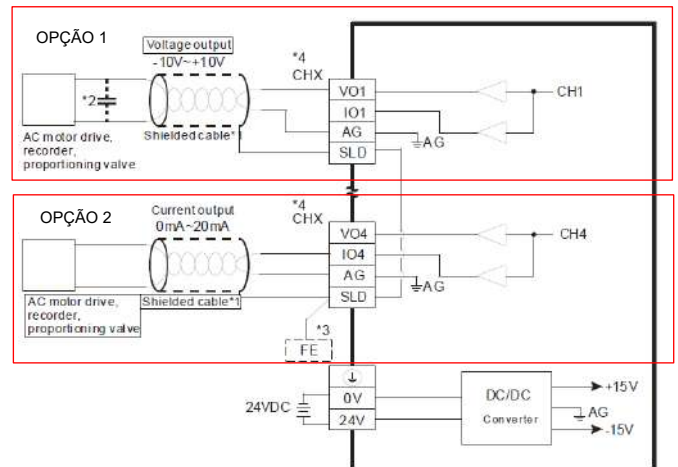 OPÇÃO 1
Voltage output
-10V~+10V
*4
CHX
*2
AC motor drive,
recorder,
proportioning valve
Shielded cable*1
VO1
IO1
AG
SLD
AG
CH1
OPÇÃO 2
Current output
0mA~20mA
*4
CHX
AC motor drive,
recorder,
proportioning valve
Shielded cable*1
VO4
IO4
AG
SLD
AG
CH4
*3
FE
24VDC
0V
24V
DC/DC
Converter
+15V
AG
-15V